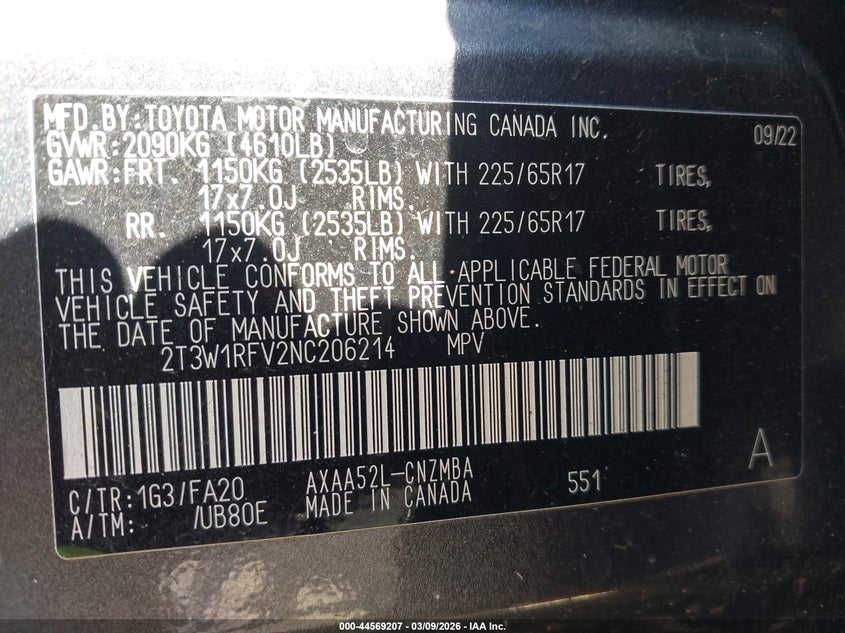 MFD.BY:TOYOTA MOTOR MANUFACTURING CANADA INC. 09/22
GVWR:2090KG (4610LB)
GAWR:FRT. 1150KG (2535LB) WITH 225/65R17 TIRES,
17x7.0J RIMS.
RR. 1150KG (2535LB) WITH 225/65R17 TIRES,
17x7.0J RIMS.
THIS VEHICLE CONFORMS TO ALL APPLICABLE FEDERAL MOTOR
VEHICLE SAFETY AND THEFT PREVENTION STANDARDS IN EFFECT ON
THE DATE OF MANUFACTURE SHOWN ABOVE.
2T3W1RFV2NC206214 MPV
A
C/TR:1G3/FA20 AXAA52L-CNZMBA 551
A/TM: /UB80E MADE IN CANADA
000-44569207 - 03/09/2026 - IAA Inc.